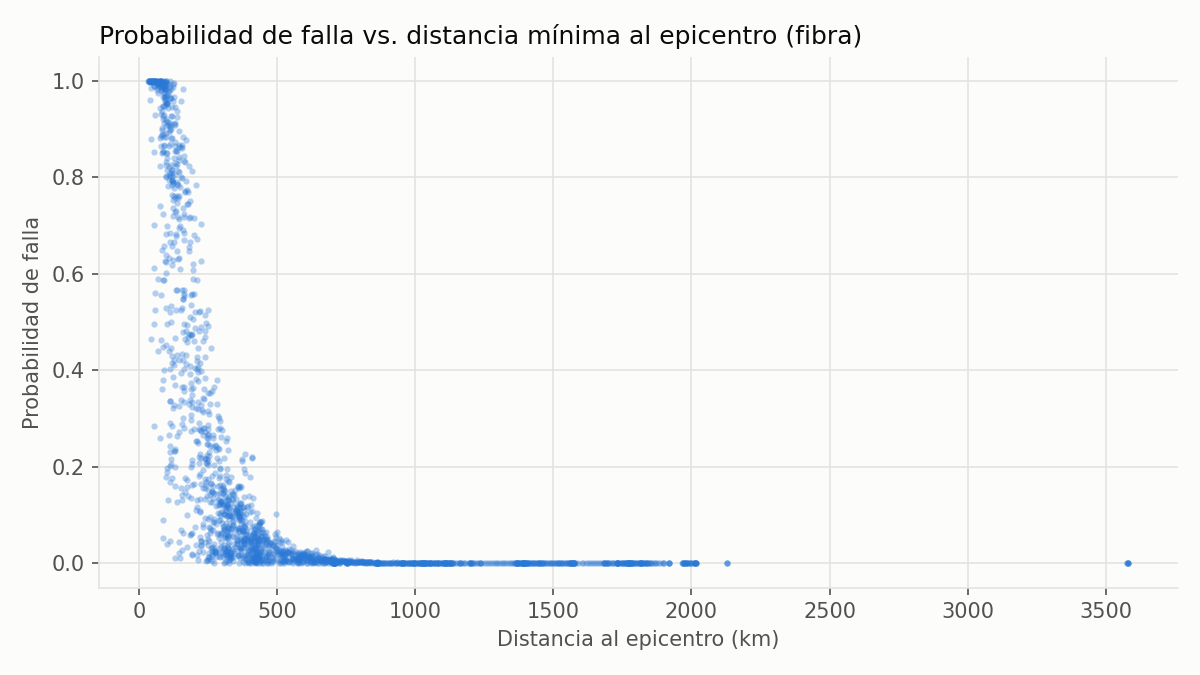 Probabilidad de falla vs. distancia mínima al epicentro (fibra)
1.0
0.8
0.6
0.4
0.2
0.0
Probabilidad de falla
0 500 1000 1500 2000 2500 3000 3500
Distancia al epicentro (km)